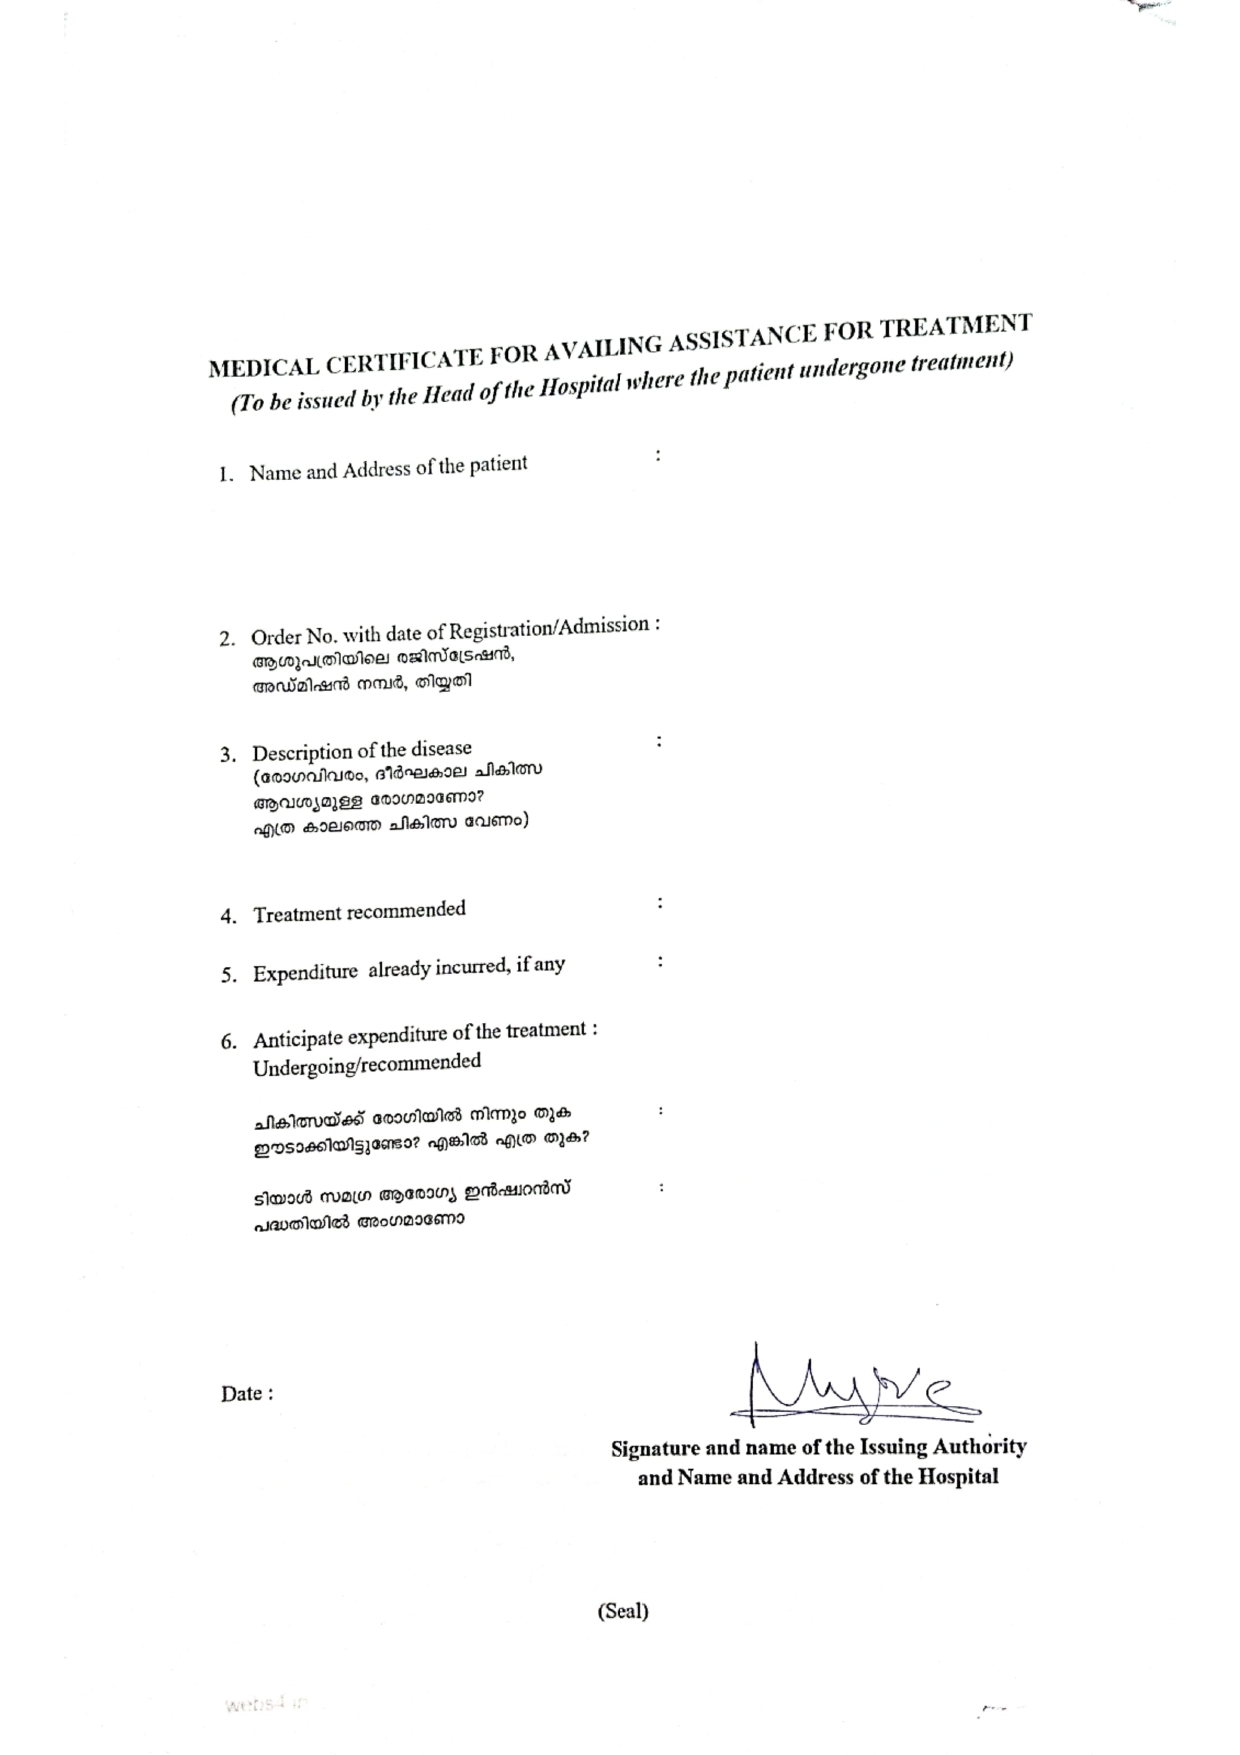 MEDICAL CERTIFICATE FOR AVAILING ASSISTANCE FOR TREATMENT
(To be issued by the Head of the Hospital where the patient undergone treatment)
1. Name and Address of the patient :
2. Order No. with date of Registration/Admission :
ആശുപത്രിയിലെ രജിസ്ട്രേഷൻ,
അഡ്മിഷൻ നമ്പർ, തിയ്യതി
3. Description of the disease :
(രോഗവിവരം, ദീർഘകാല ചികിത്സ
ആവശ്യമുള്ള രോഗമാണോ?
എത്ര കാലത്തെ ചികിത്സ വേണം)
4. Treatment recommended :
5. Expenditure already incurred, if any :
6. Anticipate expenditure of the treatment :
Undergoing/recommended
ചികിത്സയ്ക്ക് രോഗിയിൽ നിന്നും തുക :
ഈടാക്കിയിട്ടുണ്ടോ? എങ്കിൽ എത്ര തുക?
ടിയാൾ സമഗ്ര ആരോഗ്യ ഇൻഷ്വറൻസ് :
പദ്ധതിയിൽ അംഗമാണോ
Date :
Signature and name of the Issuing Authority
and Name and Address of the Hospital
(Seal)
webs4.in